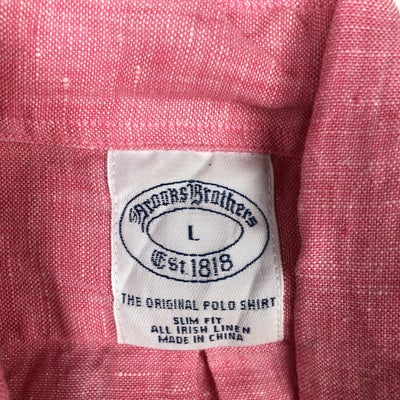 Brooks Brothers
L
Est. 1818
THE ORIGINAL POLO SHIRT
SLIM FIT
ALL IRISH LINEN
MADE IN CHINA